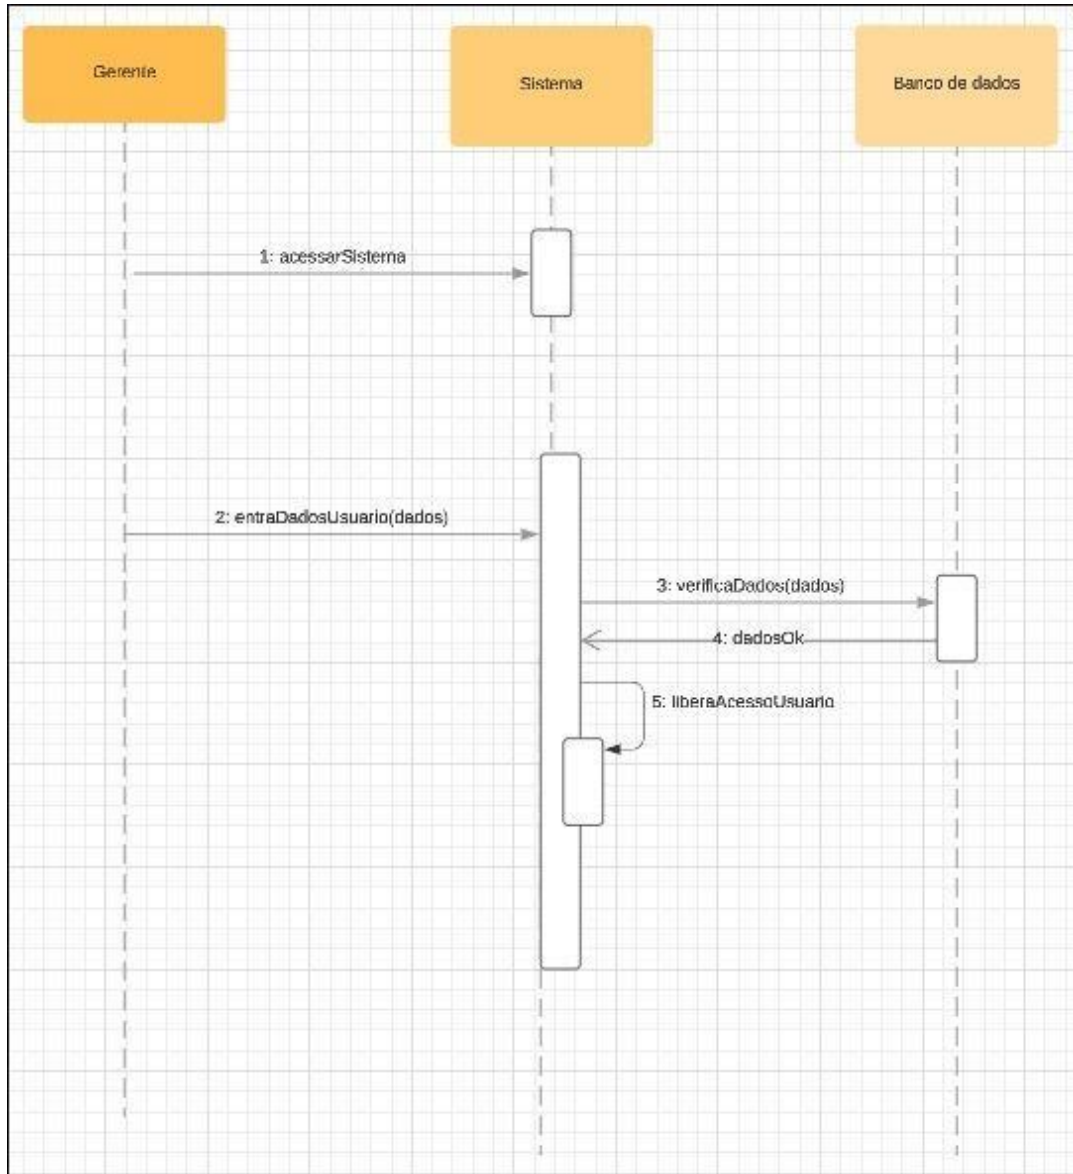 Gerente
Sistema
Banco de dados
1: acessarSistema
2: entraDadosUsuario(dados)
3: verificaDados(dados)
4: dadosOk
5: liberaAcessoUsuario